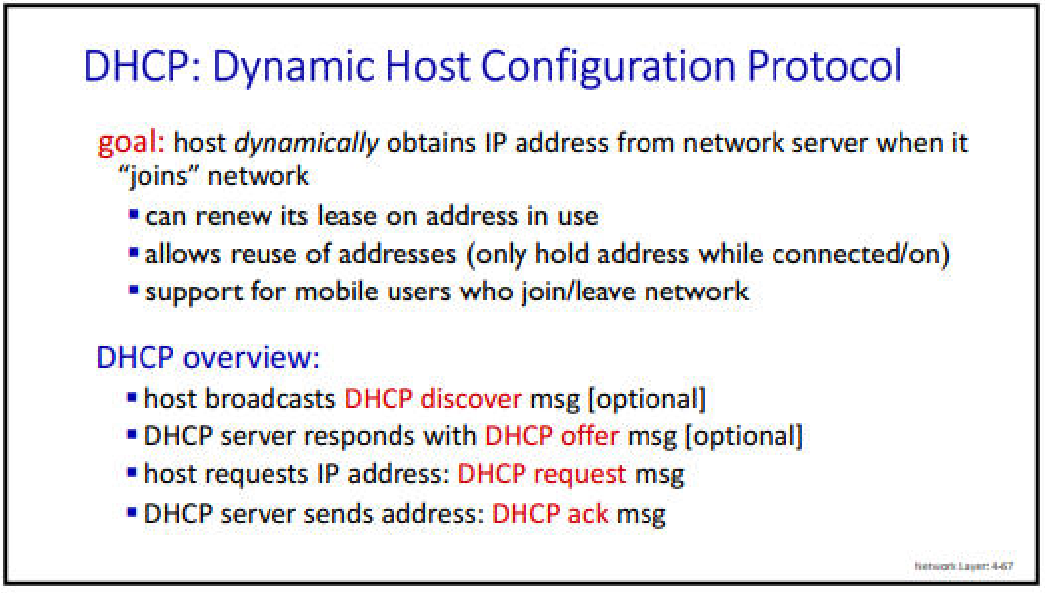 DHCP: Dynamic Host Configuration Protocol
goal: host dynamically obtains IP address from network server when it
“joins” network
▪ can renew its lease on address in use
▪ allows reuse of addresses (only hold address while connected/on)
▪ support for mobile users who join/leave network
DHCP overview:
▪ host broadcasts DHCP discover msg [optional]
▪ DHCP server responds with DHCP offer msg [optional]
▪ host requests IP address: DHCP request msg
▪ DHCP server sends address: DHCP ack msg
Network Layer: 4-67